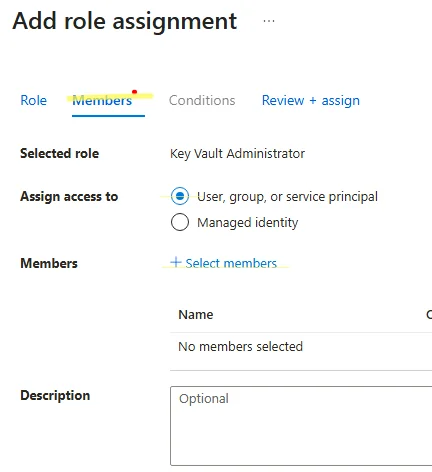 Add role assignment ...
Role Members Conditions Review + assign
Selected role Key Vault Administrator
Assign access to User, group, or service principal
Managed identity
Members + Select members
Name
No members selected
Description Optional